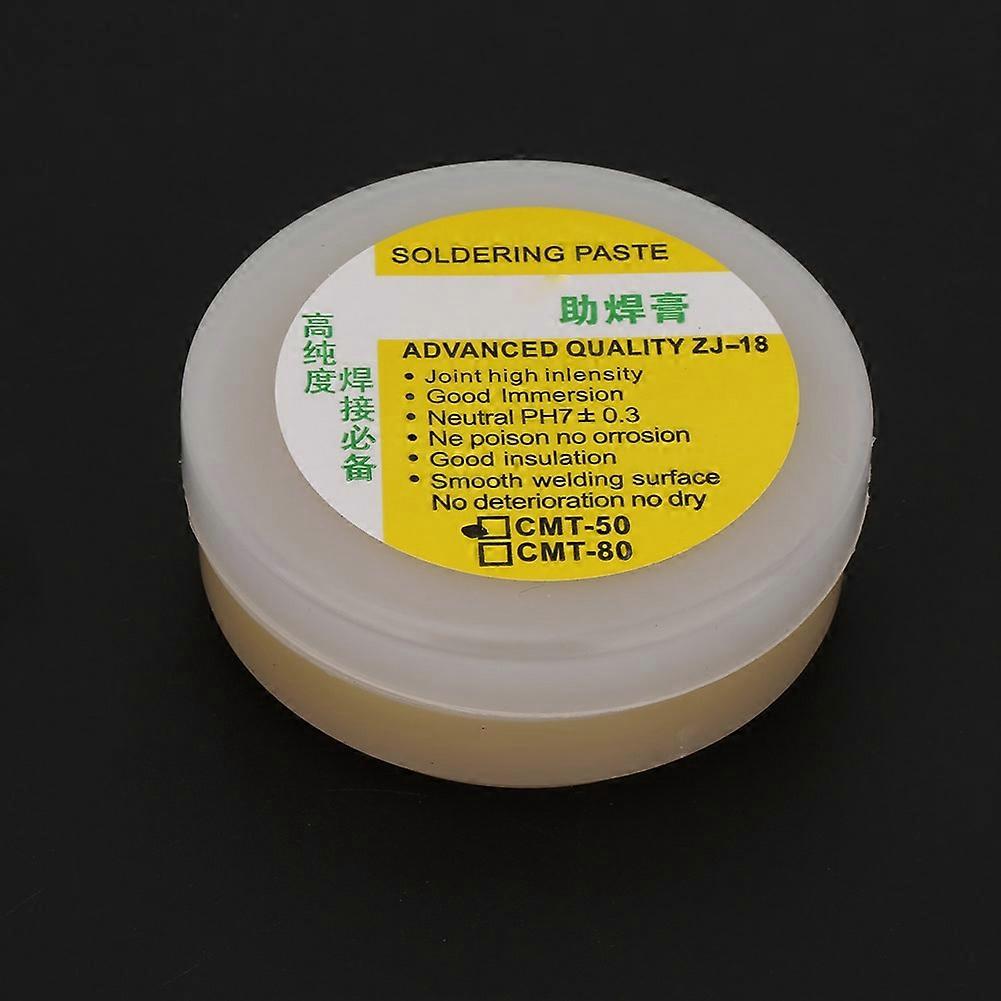 SOLDERING PASTE
助焊膏
高纯度
焊接必备
ADVANCED QUALITY ZJ-18
• Joint high inlensity
• Good Immersion
• Neutral PH7±0.3
• Ne poison no orrosion
• Good insulation
• Smooth welding surface
No deterioration no dry
CMT-50
CMT-80